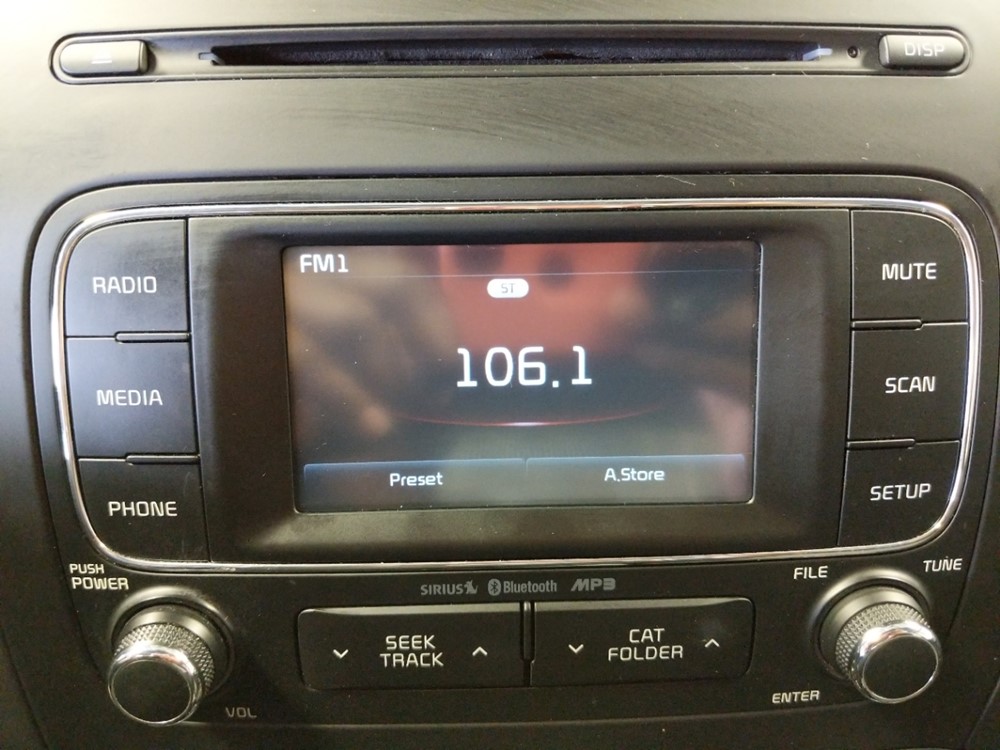 DISP
RADIO
MEDIA
PHONE
FM1
ST
106.1
Preset
A.Store
MUTE
SCAN
SETUP
PUSH
POWER
VOL
SIRIUS Bluetooth MP3
SEEK
TRACK
CAT
FOLDER
FILE
TUNE
ENTER